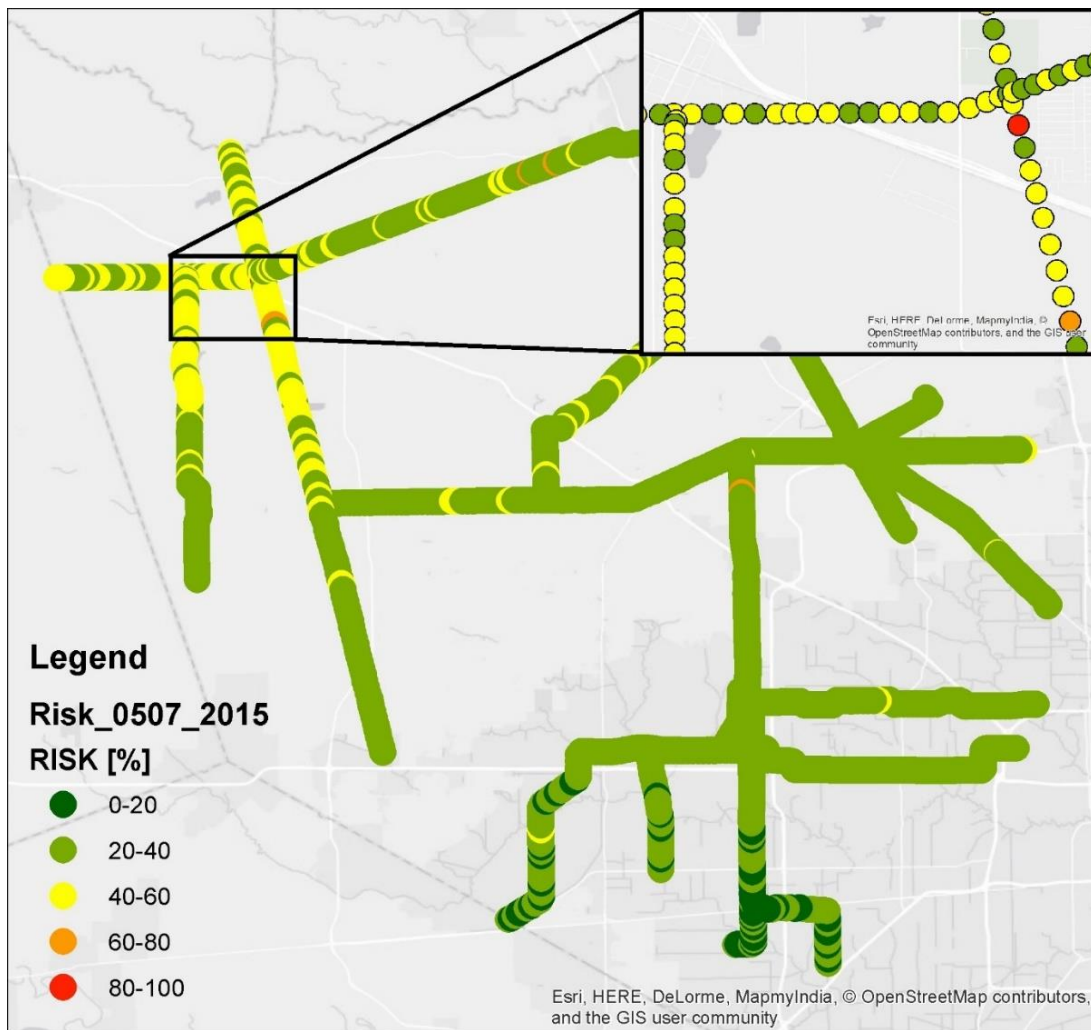 Esri, HERE, DeLorme, MapmyIndia, ©
OpenStreetMap contributors, and the GIS user
community
Legend
Risk_0507_2015
RISK [%]
0-20
20-40
40-60
60-80
80-100
Esri, HERE, DeLorme, MapmyIndia, © OpenStreetMap contributors,
and the GIS user community